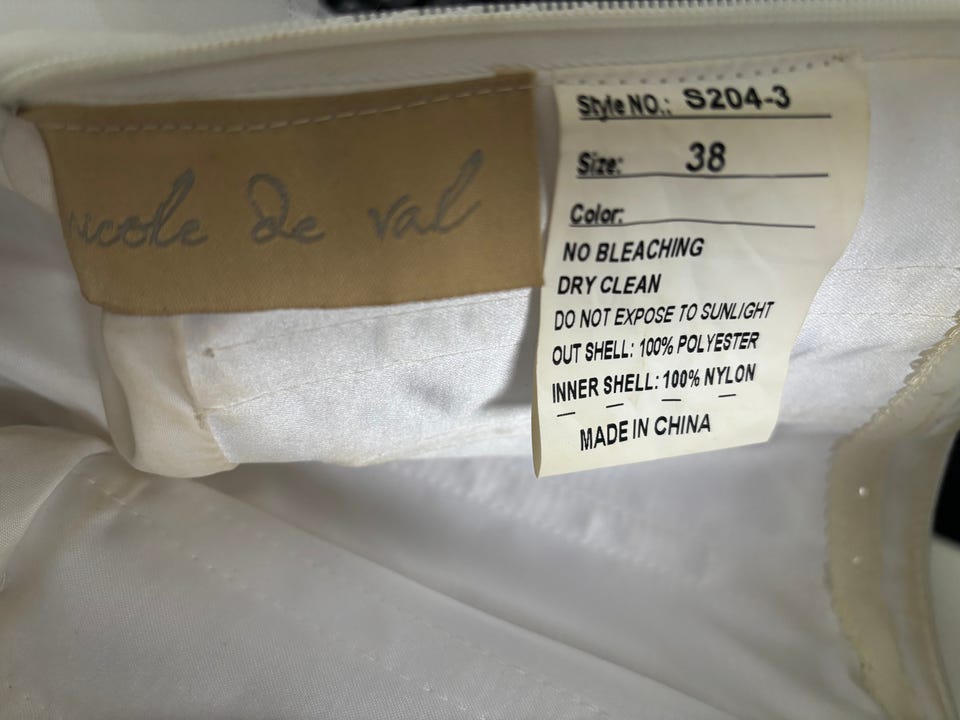 nicole de val
Style NO.: S204-3
Size: 38
Color:
NO BLEACHING
DRY CLEAN
DO NOT EXPOSE TO SUNLIGHT
OUT SHELL: 100% POLYESTER
INNER SHELL: 100% NYLON
MADE IN CHINA